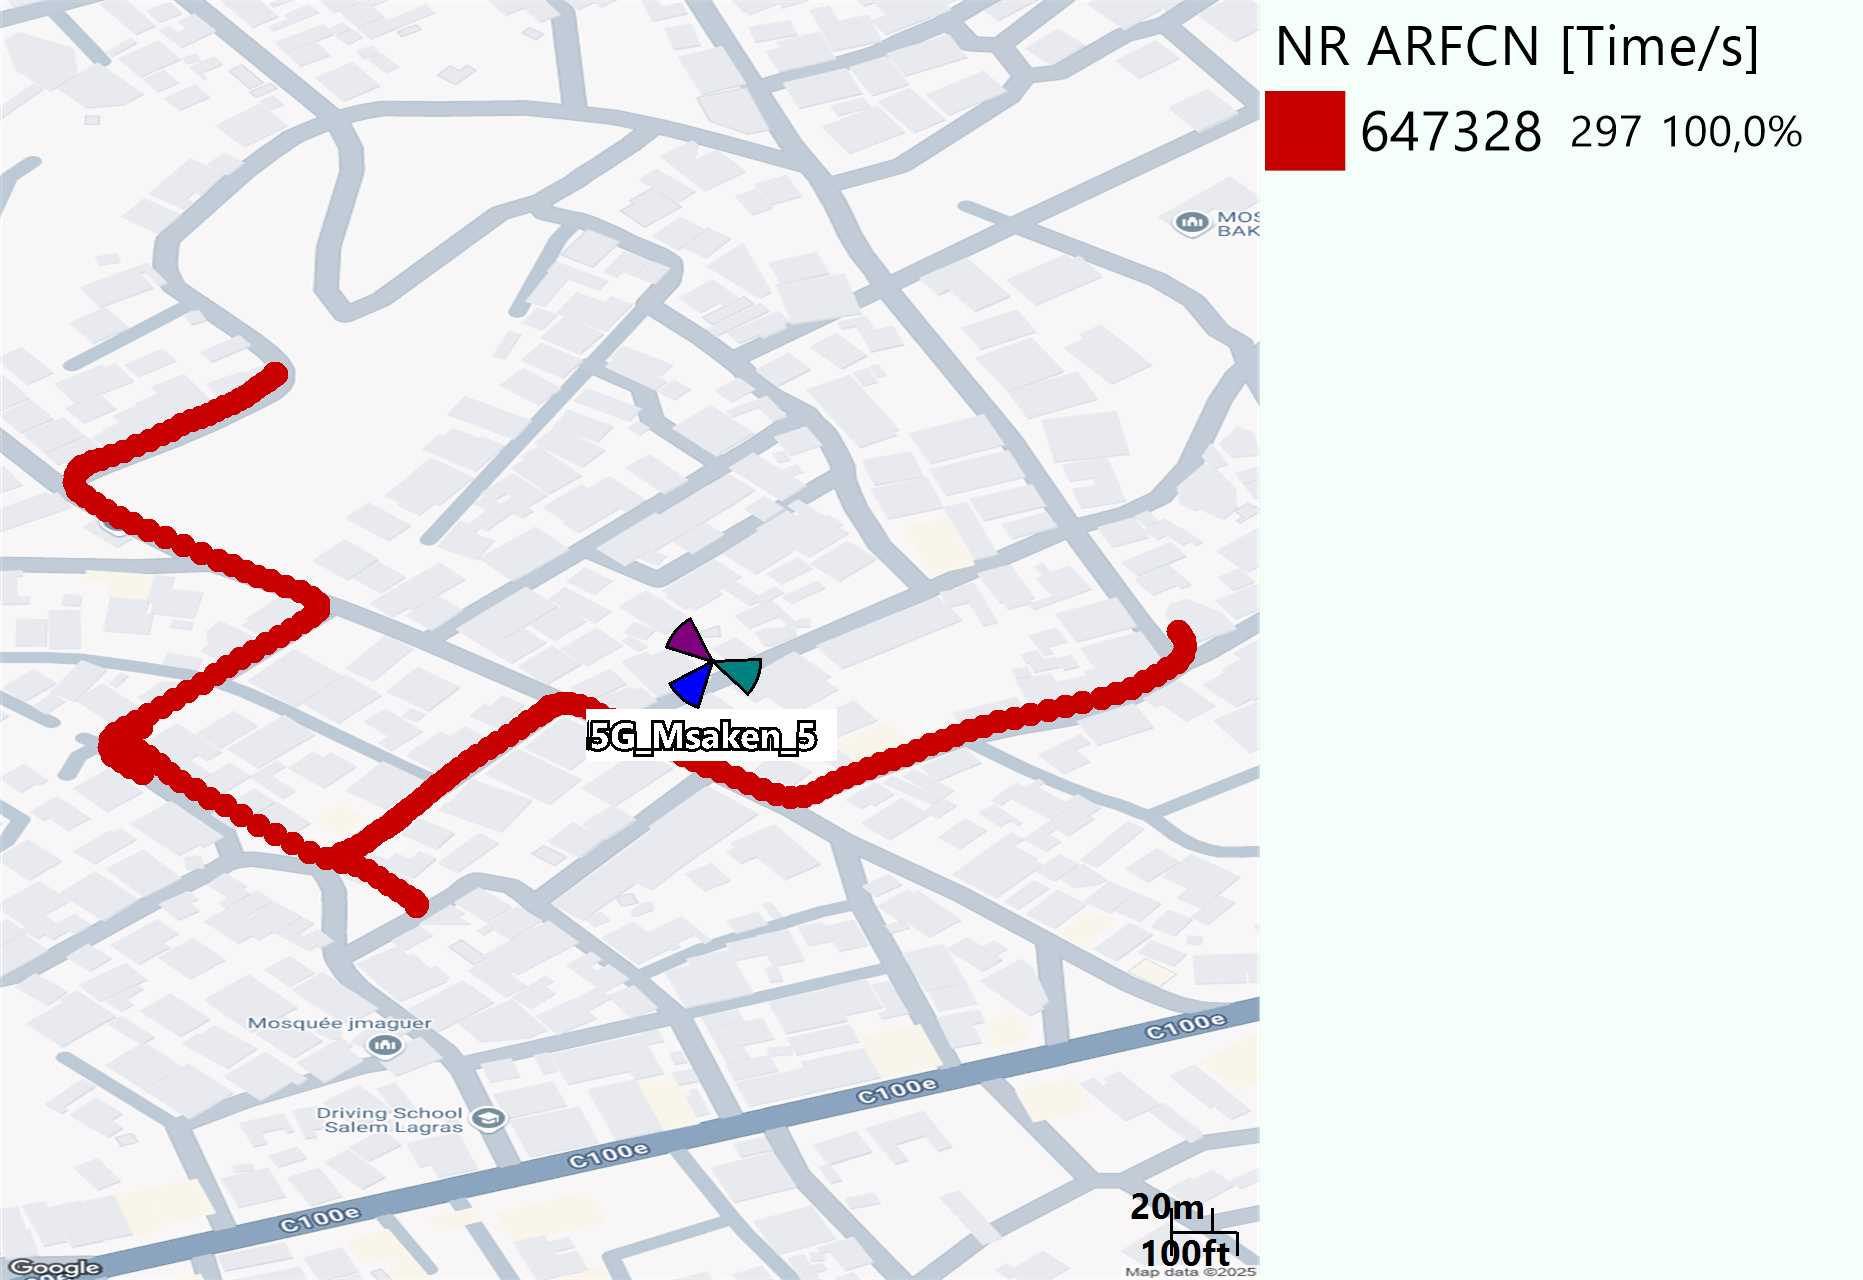 NR ARFCN [Time/s]
647328 297 100,0%
MOS
BAK
5G_Msaken_5
Mosquée jmaguer
Driving School
Salem Lagras
C100e
C100e
C100e
C100e
20m
100ft
Google
Map data ©2025